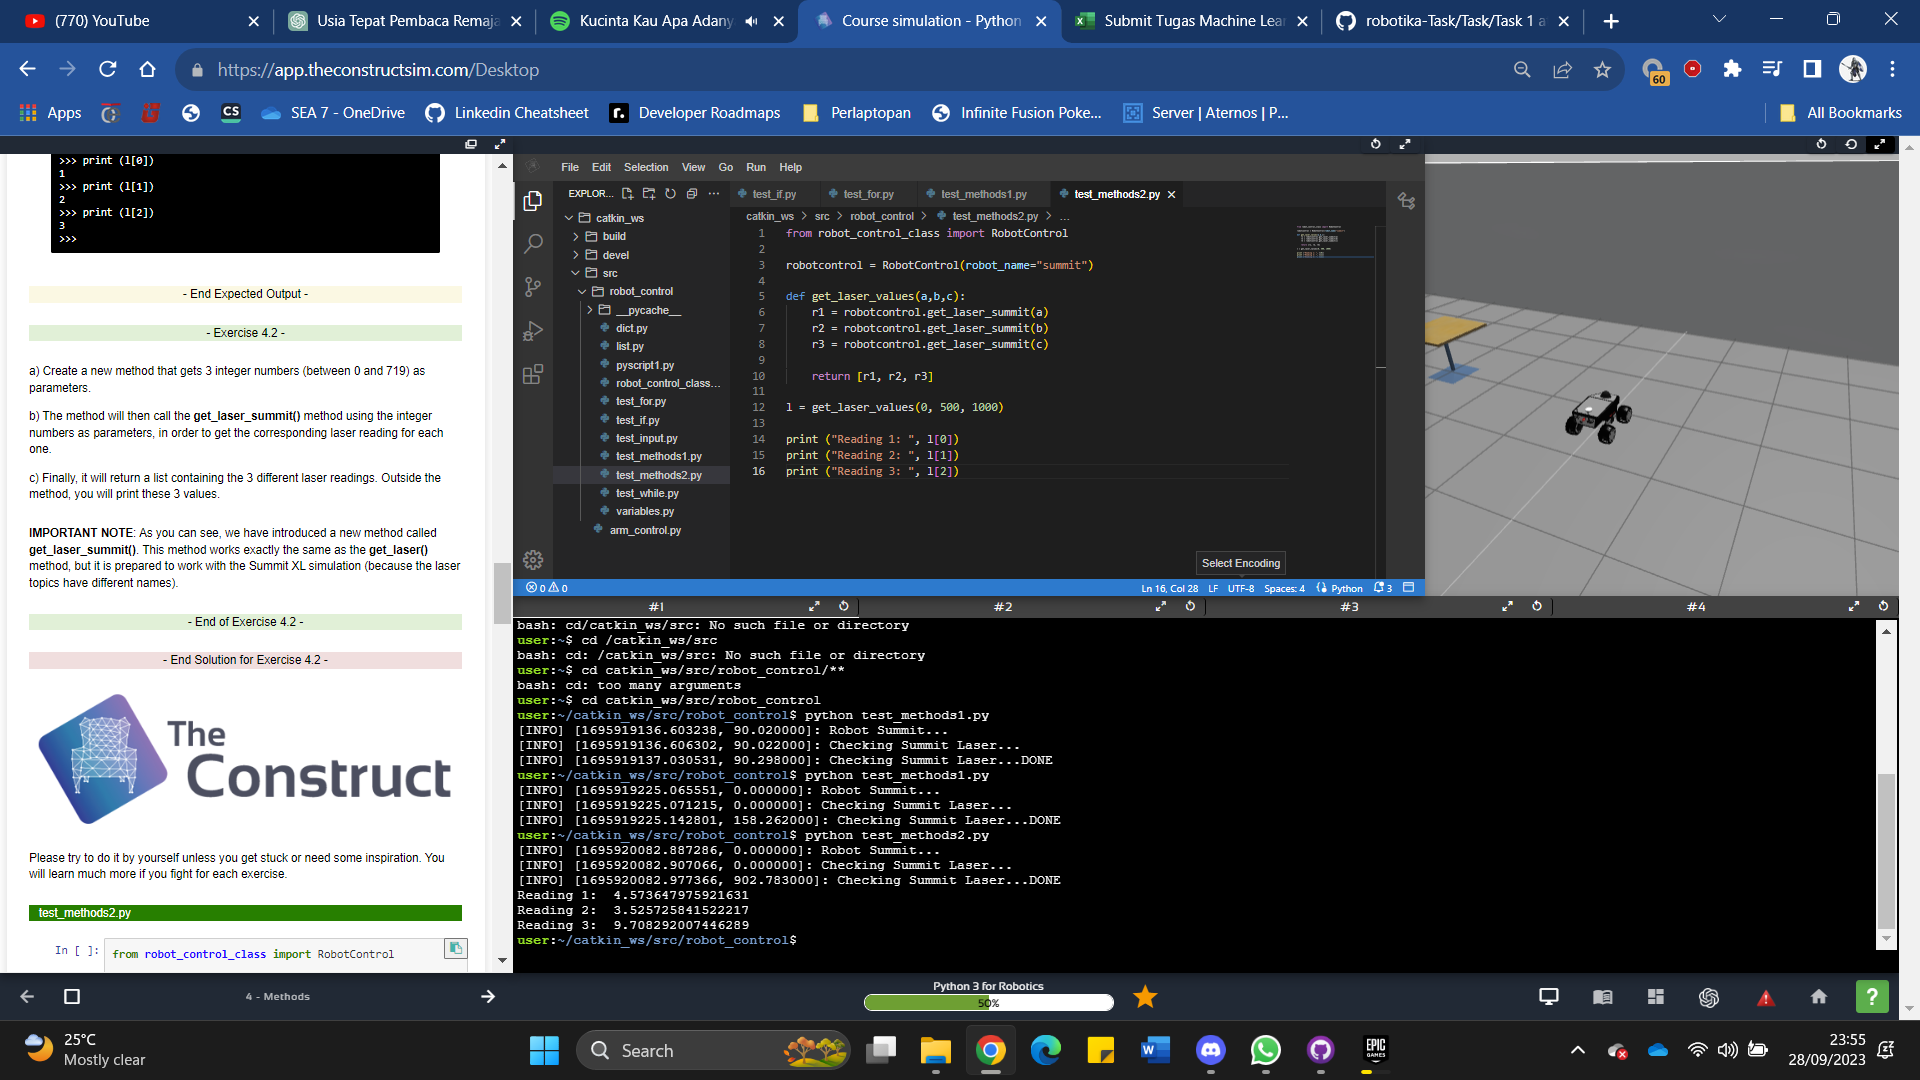 (770) YouTube
Usia Tepat Pembaca Remaja
Kucinta Kau Apa Adany
Course simulation - Python
Submit Tugas Machine Lear
robotika-Task/Task/Task 1 a
https://app.theconstructsim.com/Desktop
60
Apps
CS
SEA 7 - OneDrive
Linkedin Cheatsheet
r.
Developer Roadmaps
Perlaptopan
Infinite Fusion Poke...
Server | Aternos | P...
All Bookmarks
>>> print (l[0])
1
>>> print (l[1])
2
>>> print (l[2])
3
>>>
- End Expected Output -
- Exercise 4.2 -
a) Create a new method that gets 3 integer numbers (between 0 and 719) as
parameters.
b) The method will then call the get_laser_summit() method using the integer
numbers as parameters, in order to get the corresponding laser reading for each
one.
c) Finally, it will return a list containing the 3 different laser readings. Outside the
method, you will print these 3 values.
IMPORTANT NOTE: As you can see, we have introduced a new method called
get_laser_summit(). This method works exactly the same as the get_laser()
method, but it is prepared to work with the Summit XL simulation (because the laser
topics have different names).
- End of Exercise 4.2 -
- End Solution for Exercise 4.2 -
The
Construct
Please try to do it by yourself unless you get stuck or need some inspiration. You
will learn much more if you fight for each exercise.
test_methods2.py
In [ ]:
from robot_control_class import RobotControl
File Edit Selection View Go Run Help
EXPLOR...
catkin_ws
build
devel
src
robot_control
__pycache__
dict.py
list.py
pyscript1.py
robot_control_class...
test_for.py
test_if.py
test_input.py
test_methods1.py
test_methods2.py
test_while.py
variables.py
arm_control.py
test_if.py
test_for.py
test_methods1.py
test_methods2.py
catkin_ws > src > robot_control > test_methods2.py > ...
1 from robot_control_class import RobotControl
2
3 robotcontrol = RobotControl(robot_name="summit")
4
5 def get_laser_values(a,b,c):
6 r1 = robotcontrol.get_laser_summit(a)
7 r2 = robotcontrol.get_laser_summit(b)
8 r3 = robotcontrol.get_laser_summit(c)
9
10 return [r1, r2, r3]
11
12 l = get_laser_values(0, 500, 1000)
13
14 print ("Reading 1: ", l[0])
15 print ("Reading 2: ", l[1])
16 print ("Reading 3: ", l[2])
Select Encoding
0 0
Ln 16, Col 28 LF UTF-8 Spaces: 4 Python 3
#1
#2
#3
#4
bash: cd/catkin_ws/src: No such file or directory
user:~$ cd /catkin_ws/src
bash: cd: /catkin_ws/src: No such file or directory
user:~$ cd catkin_ws/src/robot_control/**
bash: cd: too many arguments
user:~$ cd catkin_ws/src/robot_control
user:~/catkin_ws/src/robot_control$ python test_methods1.py
[INFO] [1695919136.603238, 90.020000]: Robot Summit...
[INFO] [1695919136.606302, 90.022000]: Checking Summit Laser...
[INFO] [1695919137.030531, 90.298000]: Checking Summit Laser...DONE
user:~/catkin_ws/src/robot_control$ python test_methods1.py
[INFO] [1695919225.065551, 0.000000]: Robot Summit...
[INFO] [1695919225.071215, 0.000000]: Checking Summit Laser...
[INFO] [1695919225.142801, 158.262000]: Checking Summit Laser...DONE
user:~/catkin_ws/src/robot_control$ python test_methods2.py
[INFO] [1695920082.887286, 0.000000]: Robot Summit...
[INFO] [1695920082.907066, 0.000000]: Checking Summit Laser...
[INFO] [1695920082.977366, 902.783000]: Checking Summit Laser...DONE
Reading 1:  4.573647975921631
Reading 2:  3.525725841522217
Reading 3:  9.708292007446289
user:~/catkin_ws/src/robot_control$
4 - Methods
Python 3 for Robotics
50%
?
25°C
Mostly clear
Search
EPIC
GAMES
23:55
28/09/2023